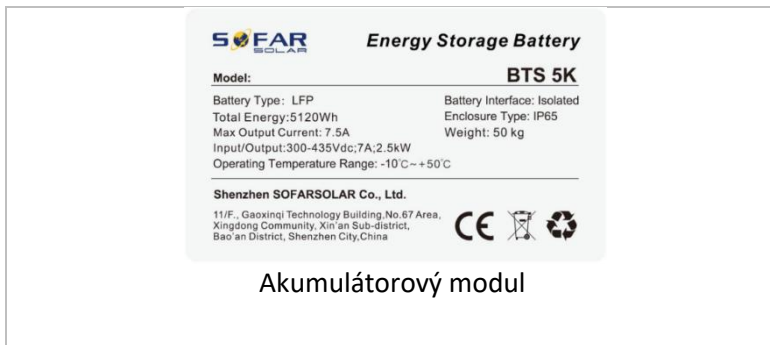 SOFAR
SOLAR
Energy Storage Battery
Model:
BTS 5K
Battery Type: LFP
Battery Interface: Isolated
Total Energy:5120Wh
Enclosure Type: IP65
Max Output Current: 7.5A
Weight: 50 kg
Input/Output:300-435Vdc;7A;2.5kW
Operating Temperature Range: -10℃~+50℃
Shenzhen SOFARSOLAR Co., Ltd.
11/F., Gaoxinqi Technology Building,No.67 Area,
Xingdong Community, Xin'an Sub-district,
Bao'an District, Shenzhen City,China
CE
Akumulátorový modul